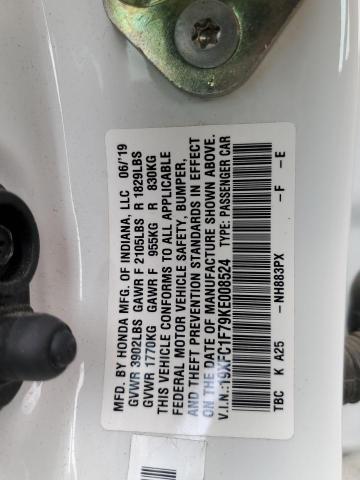 MFD. BY HONDA MFG. OF INDIANA, LLC 06/'19
GVWR 3902LBS GAWR F 2105LBS R 1829LBS
GVWR 1770KG GAWR F 955KG R 830KG
THIS VEHICLE CONFORMS TO ALL APPLICABLE
FEDERAL MOTOR VEHICLE SAFETY, BUMPER,
AND THEFT PREVENTION STANDARDS IN EFFECT
ON THE DATE OF MANUFACTURE SHOWN ABOVE.
V.I.N.:19XFC1F79KE008524 TYPE: PASSENGER CAR
TBC K A25 -NH883PX -F -E